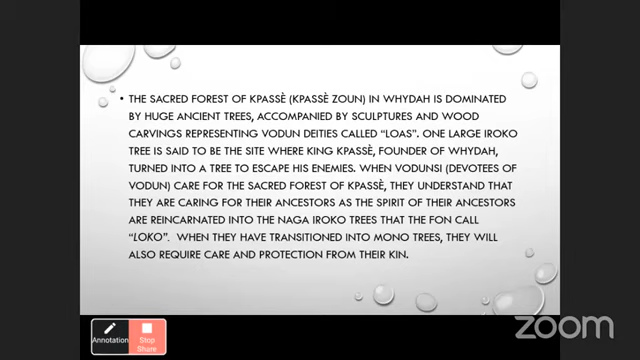 • THE SACRED FOREST OF KPASSÈ (KPASSÈ ZOUN) IN WHYDAH IS DOMINATED
BY HUGE ANCIENT TREES, ACCOMPANIED BY SCULPTURES AND WOOD
CARVINGS REPRESENTING VODUN DEITIES CALLED “LOAS”. ONE LARGE IROKO
TREE IS SAID TO BE THE SITE WHERE KING KPASSÈ, FOUNDER OF WHYDAH,
TURNED INTO A TREE TO ESCAPE HIS ENEMIES. WHEN VODUNSI (DEVOTEES OF
VODUN) CARE FOR THE SACRED FOREST OF KPASSÈ, THEY UNDERSTAND THAT
THEY ARE CARING FOR THEIR ANCESTORS AS THE SPIRIT OF THEIR ANCESTORS
ARE REINCARNATED INTO THE NAGA IROKO TREES THAT THE FON CALL
“LOKO”. WHEN THEY HAVE TRANSITIONED INTO MONO TREES, THEY WILL
ALSO REQUIRE CARE AND PROTECTION FROM THEIR KIN.
Annotation
Stop
Share
zoom